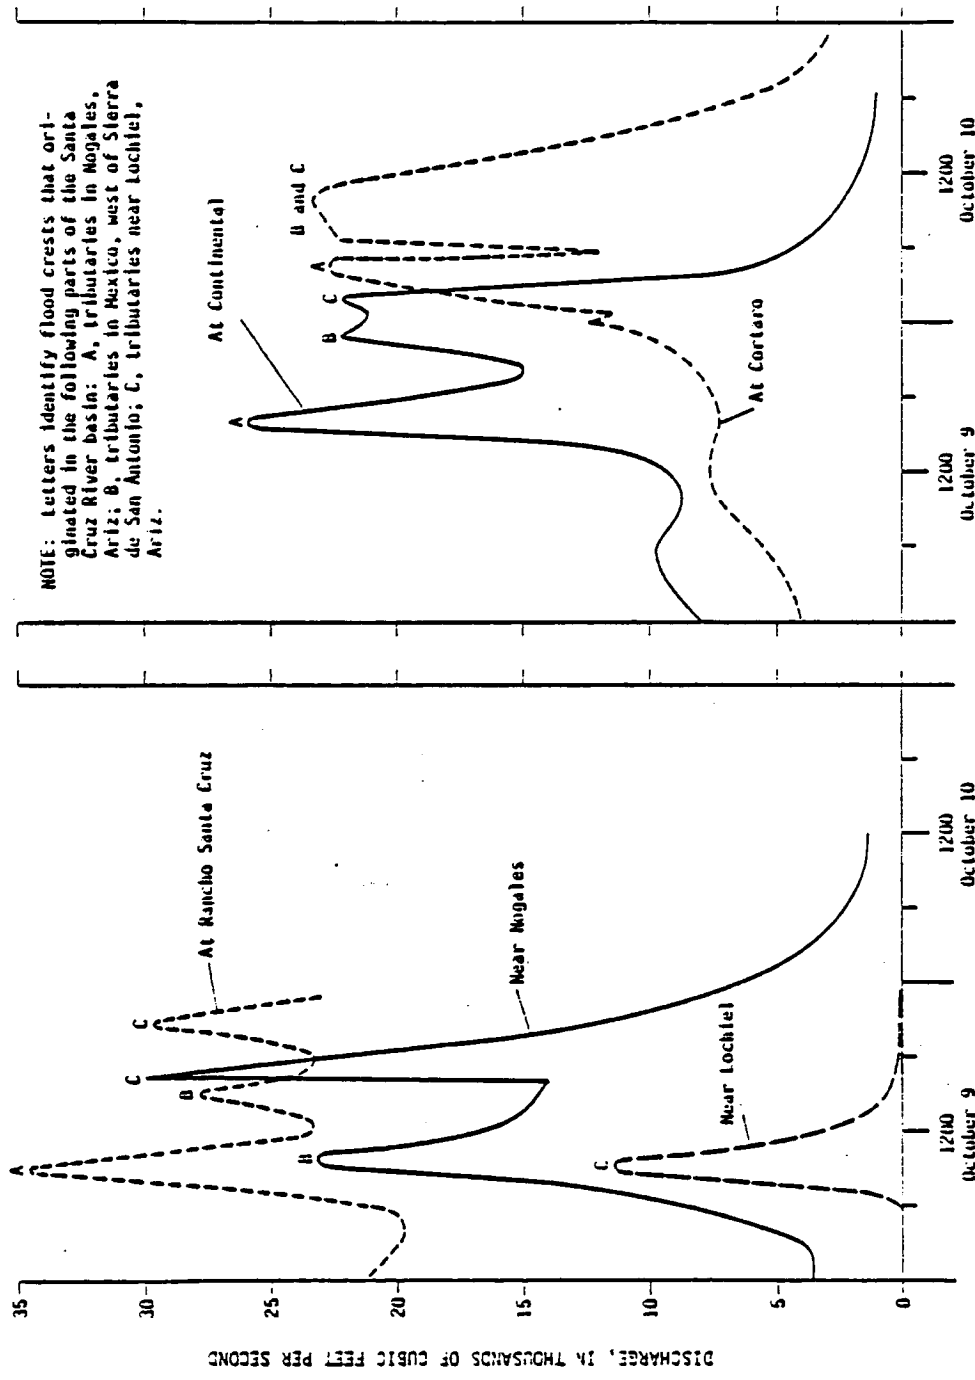 DISCHARGE, IN THOUSANDS OF CUBIC FEET PER SECOND
35
30
25
20
15
10
5
0
A
B
C
C
B
C
At Rancho Santa Cruz
Near Nogales
Near Lochiel
1200
October 9
1200
October 10
NOTE: Letters identify flood crests that ori-
ginated in the following parts of the Santa
Cruz River basin: A, tributaries in Nogales,
Ariz; B, tributaries in Mexico, west of Sierra
de San Antonio; C, tributaries near Lochiel,
Ariz.
At Continental
A
B
C
A
B and C
A
At Cortaro
1200
October 9
1200
October 10